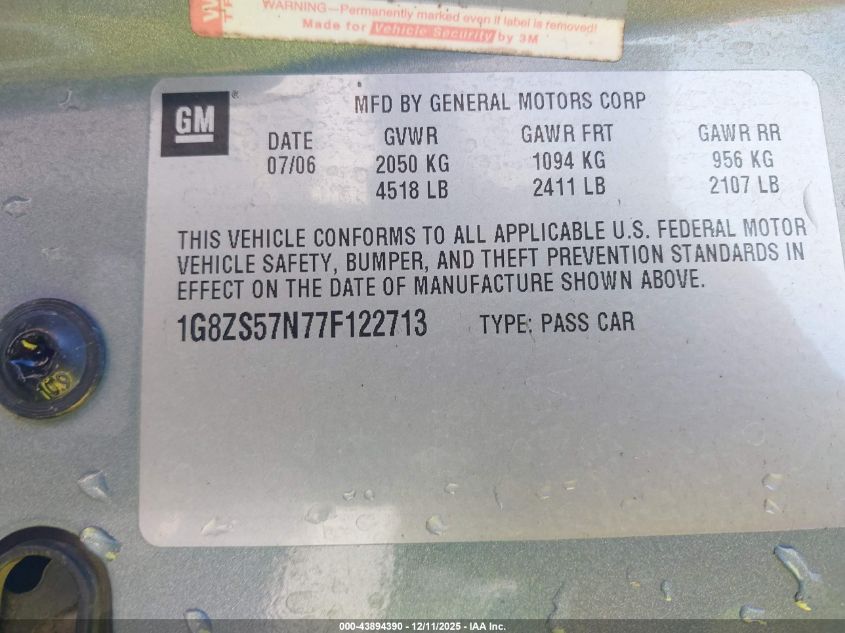 WARNING–Permanently marked even if label is removed!
Made for Vehicle Security by 3M
GM
®
MFD BY GENERAL MOTORS CORP
DATE GVWR GAWR FRT GAWR RR
07/06 2050 KG 1094 KG 956 KG
4518 LB 2411 LB 2107 LB
THIS VEHICLE CONFORMS TO ALL APPLICABLE U.S. FEDERAL MOTOR
VEHICLE SAFETY, BUMPER, AND THEFT PREVENTION STANDARDS IN
EFFECT ON THE DATE OF MANUFACTURE SHOWN ABOVE.
1G8ZS57N77F122713 TYPE: PASS CAR
000-43894390 - 12/11/2025 - IAA Inc.